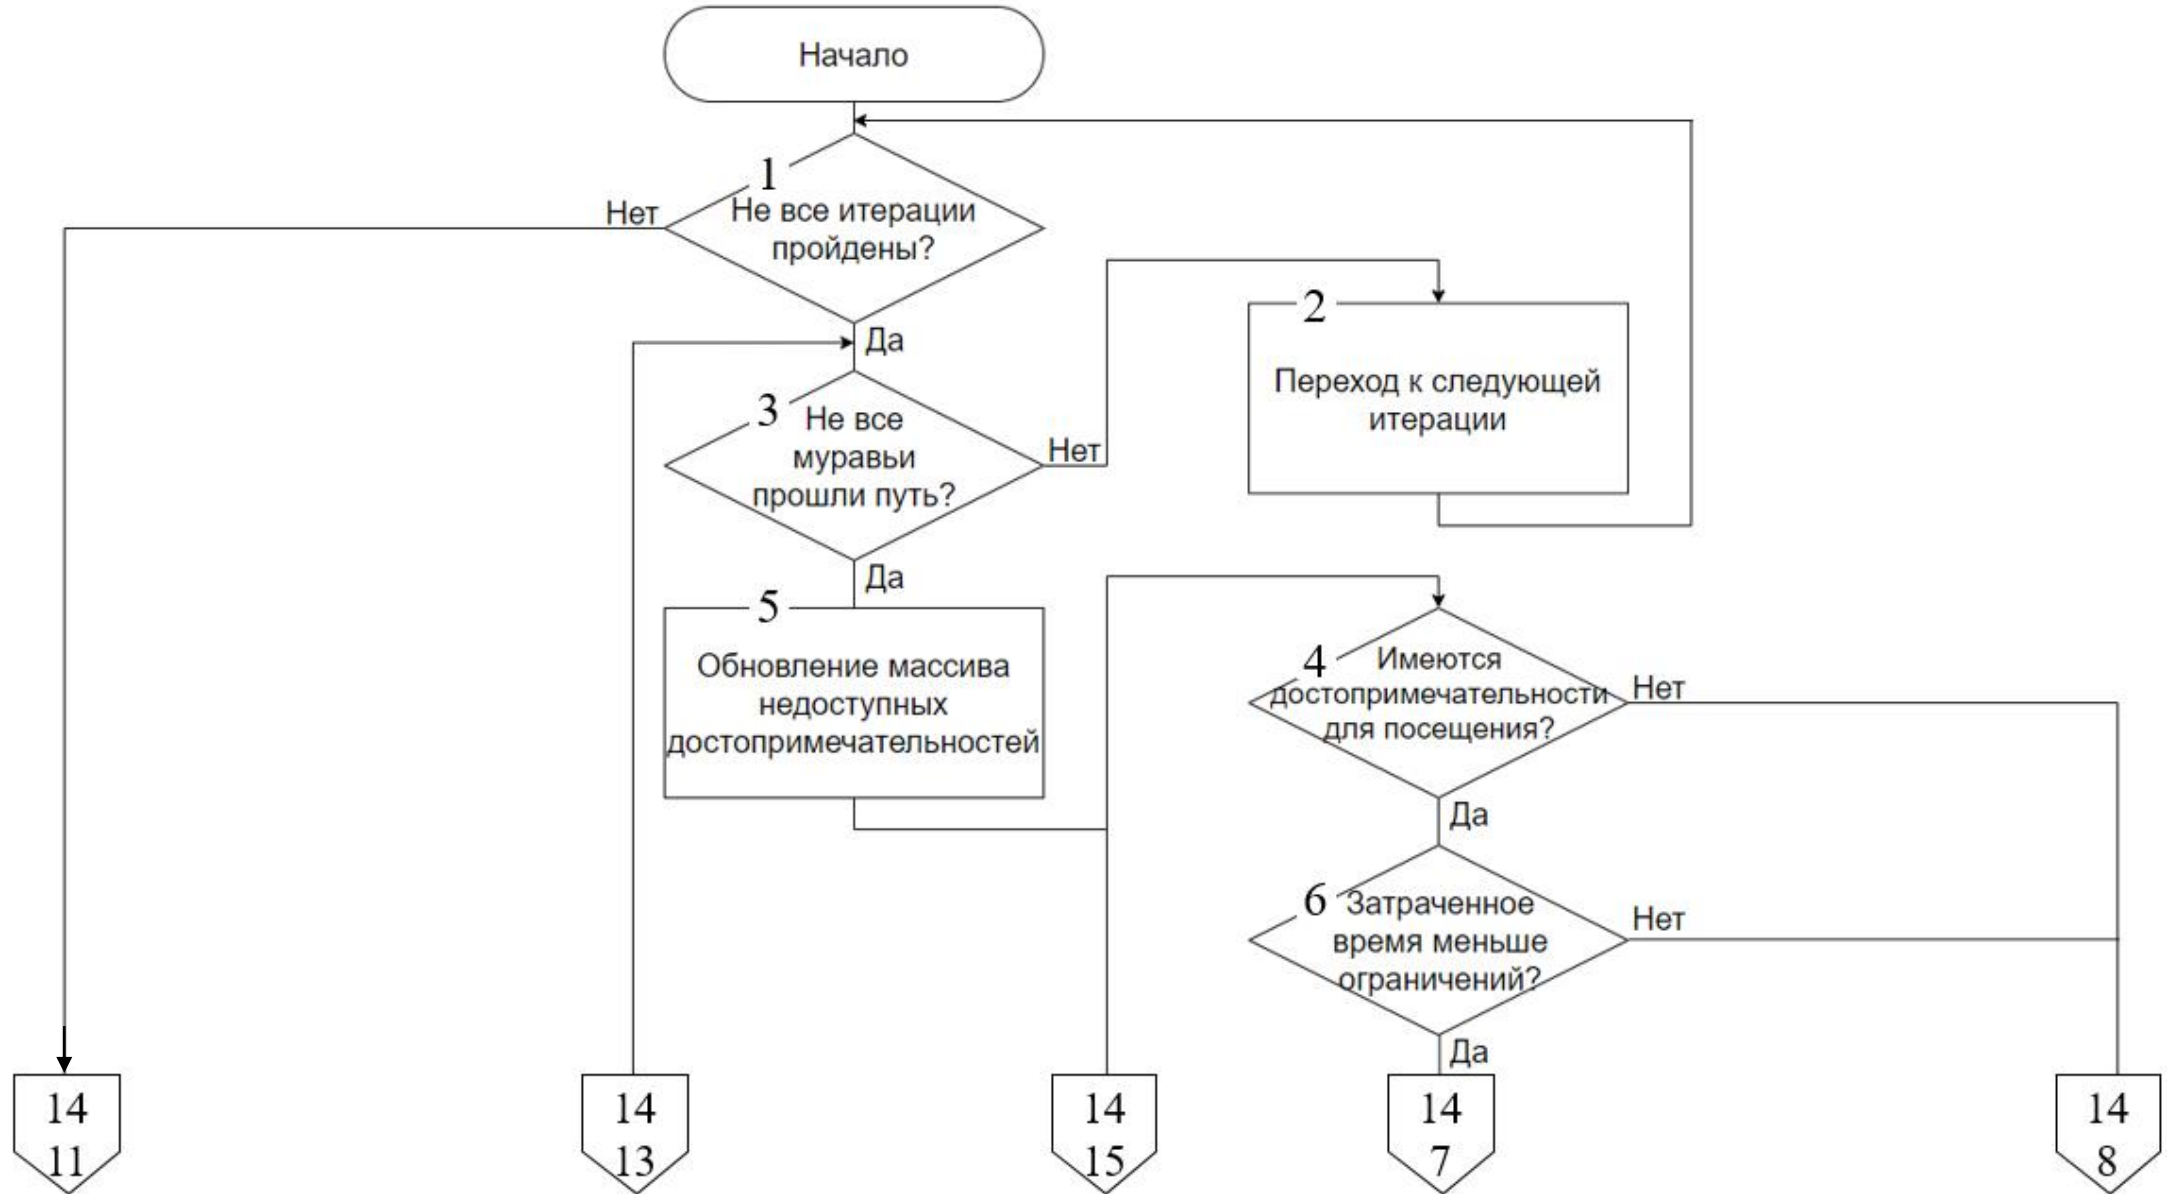 Начало
1
Не все итерации
пройдены?
Нет
Да
2
Переход к следующей
итерации
3
Не все
муравьи
прошли путь?
Нет
Да
5
Обновление массива
недоступных
достопримечательностей
4
Имеются
достопримечательности
для посещения?
Нет
Да
6
Затраченное
время меньше
ограничений?
Нет
Да
14
11
14
13
14
15
14
7
14
8